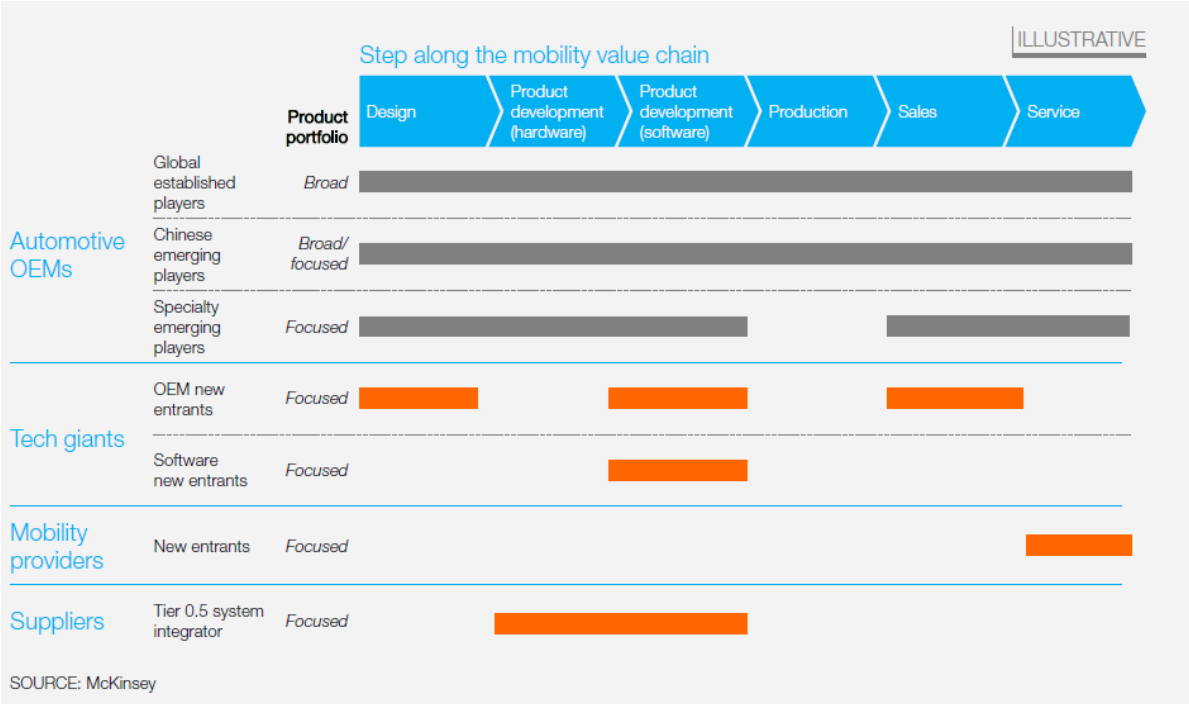 ILLUSTRATIVE
Step along the mobility value chain
Product
portfolio
Design
Product
development
(hardware)
Product
development
(software)
Production
Sales
Service
Automotive
OEMs
Global
established
players
Broad
Chinese
emerging
players
Broad/
focused
Specialty
emerging
players
Focused
Tech giants
OEM new
entrants
Focused
Software
new entrants
Focused
Mobility
providers
New entrants
Focused
Suppliers
Tier 0.5 system
integrator
Focused
SOURCE: McKinsey